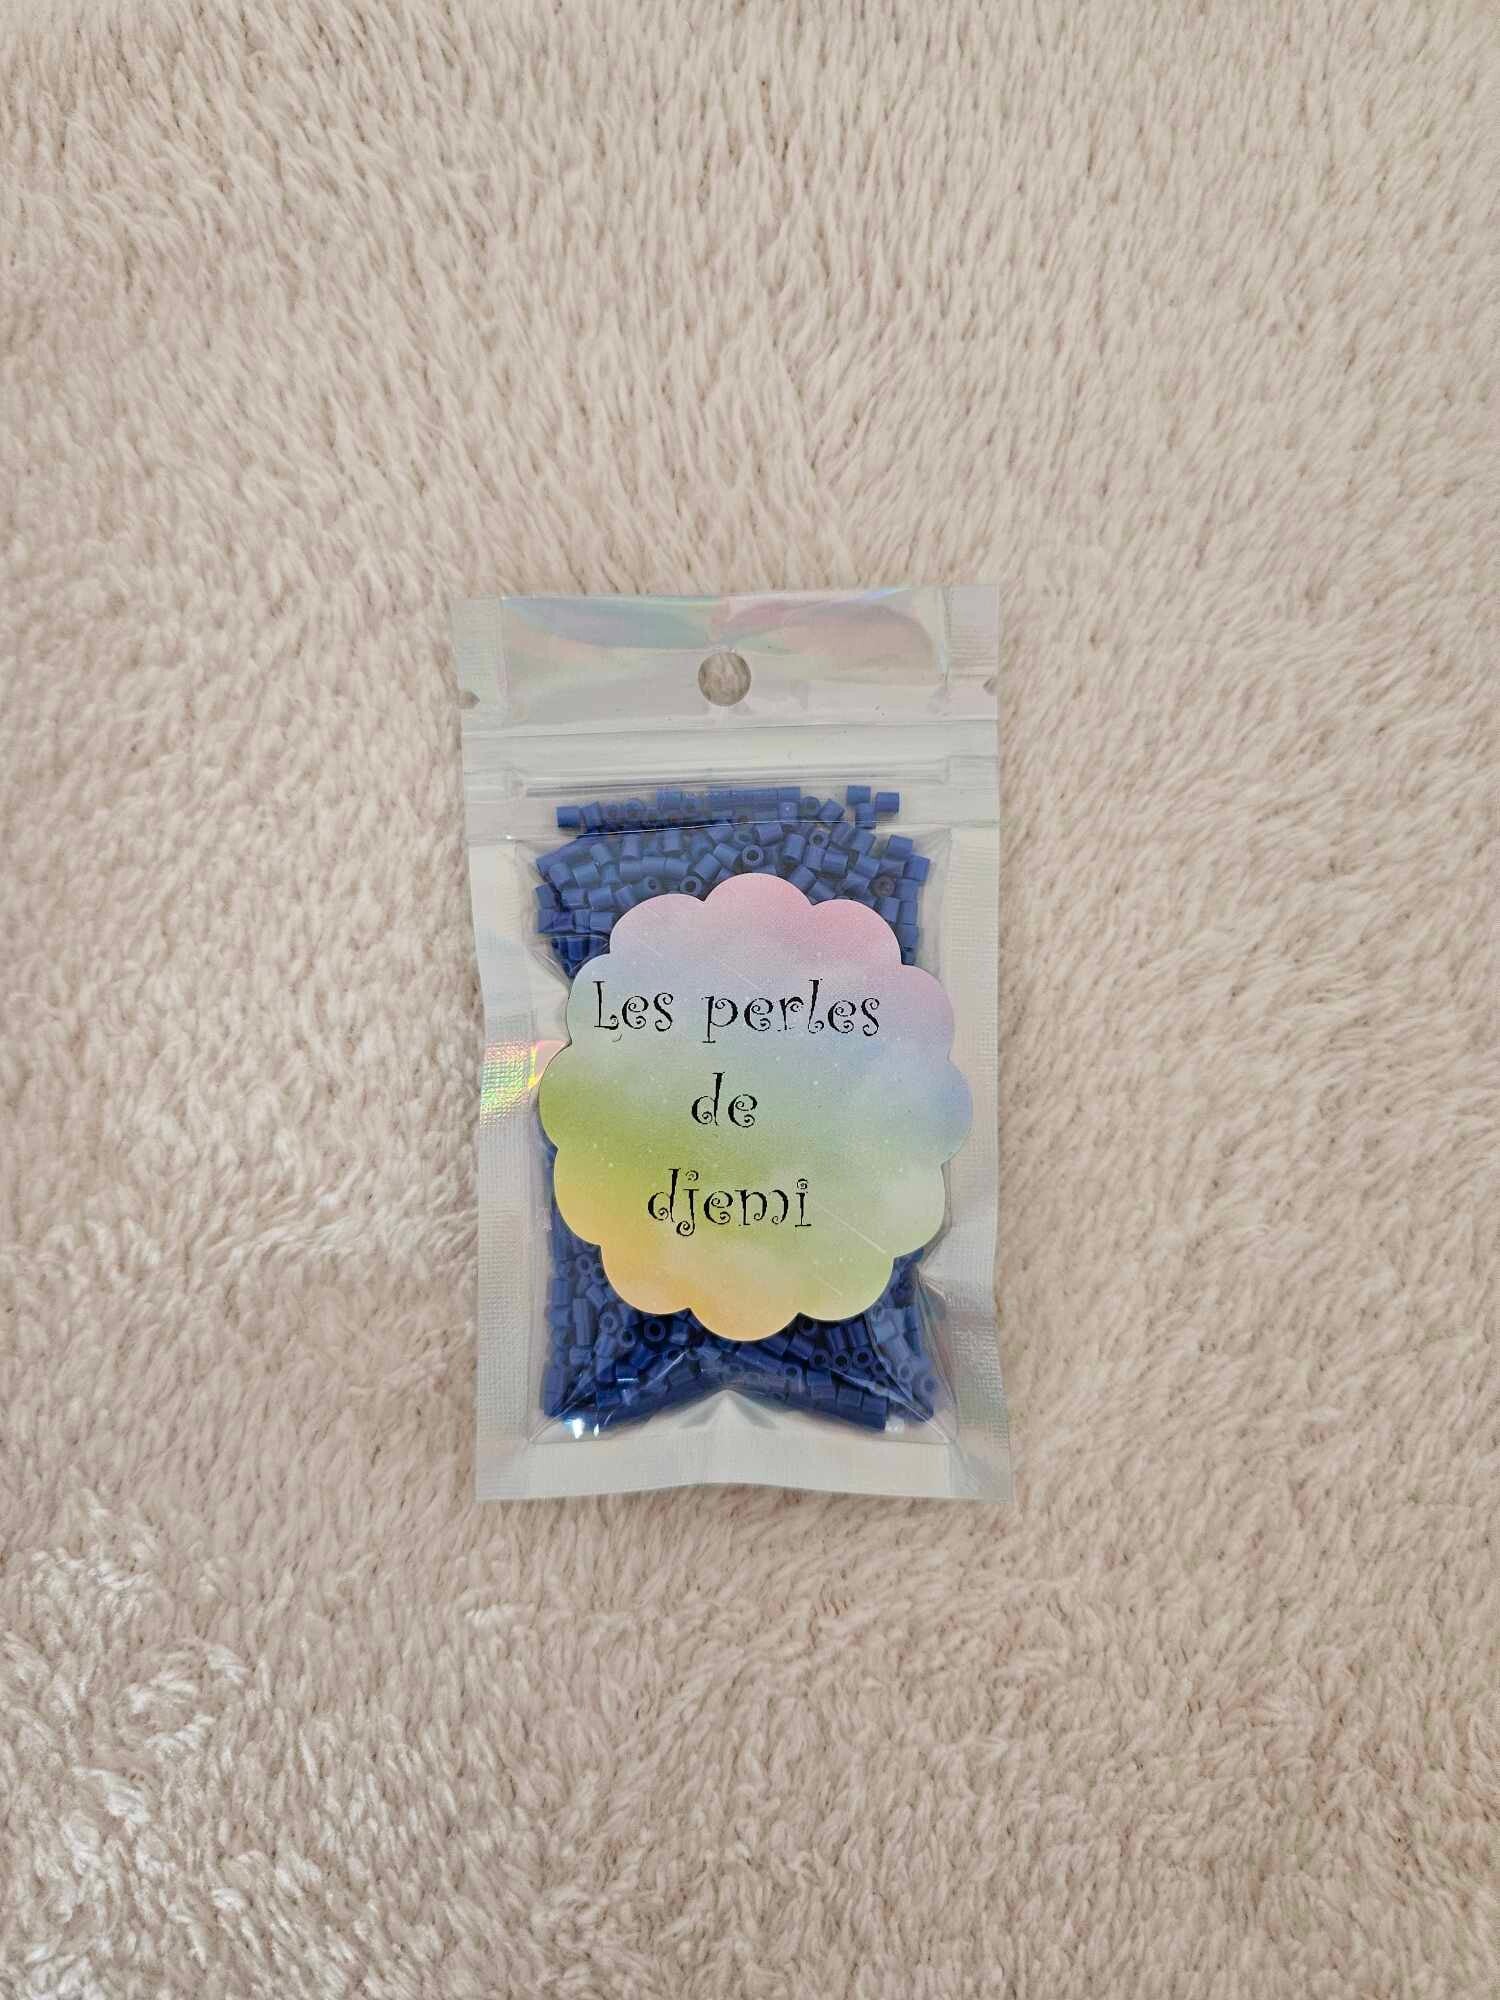 Les perles
de
djemi